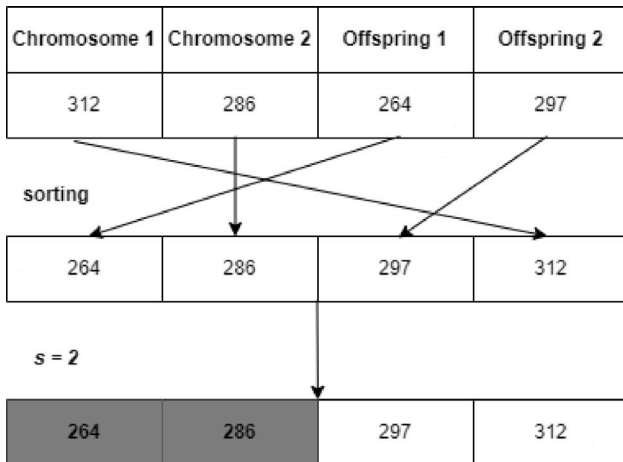 Chromosome 1 Chromosome 2 Offspring 1 Offspring 2
312 286 264 297
sorting
264 286 297 312
s = 2
264 286 297 312